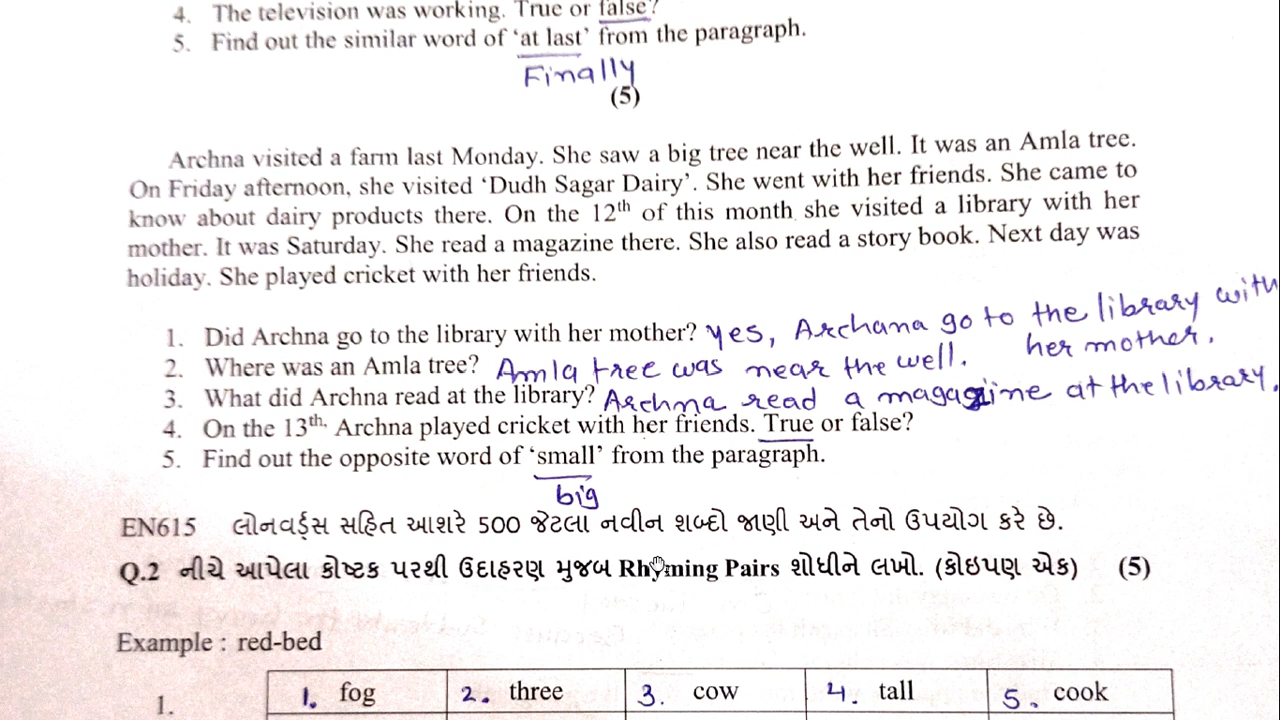 4. The television was working. True or false?
5. Find out the similar word of ‘at last’ from the paragraph.
Finally
(5)
Archna visited a farm last Monday. She saw a big tree near the well. It was an Amla tree.
On Friday afternoon, she visited ‘Dudh Sagar Dairy’. She went with her friends. She came to
know about dairy products there. On the 12th of this month she visited a library with her
mother. It was Saturday. She read a magazine there. She also read a story book. Next day was
holiday. She played cricket with her friends.
1. Did Archna go to the library with her mother? yes, Archana go to the library with
her mother.
2. Where was an Amla tree? Amla tree was near the well.
3. What did Archna read at the library? Archna read a magazine at the library.
4. On the 13th. Archna played cricket with her friends. True or false?
5. Find out the opposite word of ‘small’ from the paragraph.
big
EN615 લોનવર્ડ્સ સહિત આશરે 500 જેટલા નવીન શબ્દો જાણી અને તેનો ઉપયોગ કરે છે.
Q.2 નીચે આપેલા કોષ્ટક પરથી ઉદાહરણ મુજબ Rhyming Pairs શોધીને લખો. (કોઇપણ એક) (5)
Example : red-bed
1. 1. fog 2. three 3. cow 4. tall 5. cook